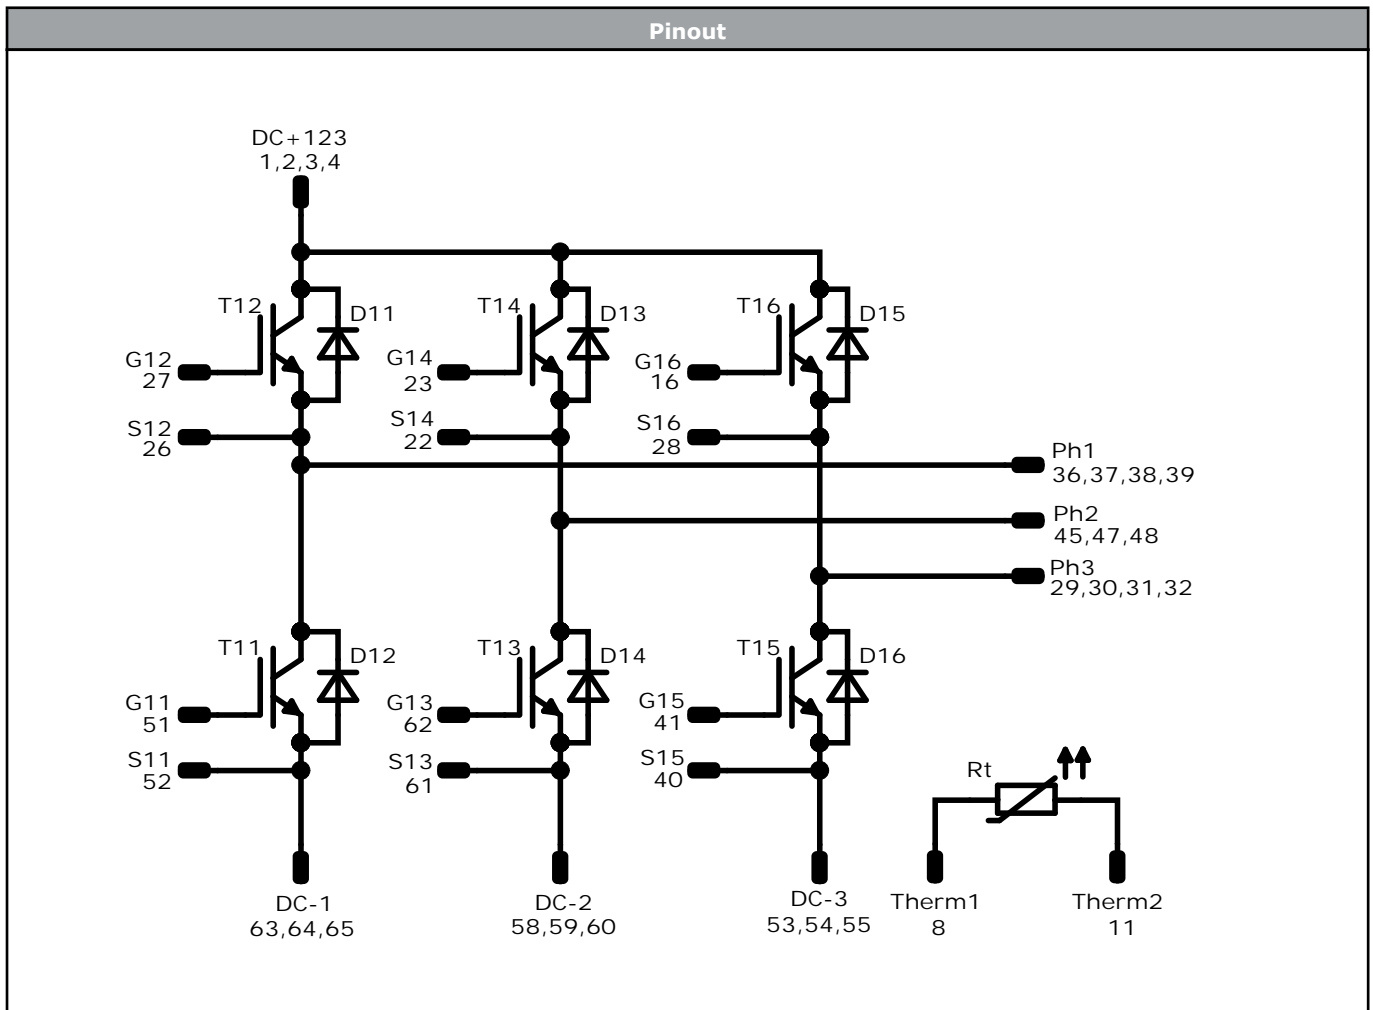 Pinout
DC+123
1,2,3,4
T12
D11
T14
D13
T16
D15
G12
27
G14
23
G16
16
S12
26
S14
22
S16
28
Ph1
36,37,38,39
Ph2
45,47,48
Ph3
29,30,31,32
T11
D12
T13
D14
T15
D16
G11
51
G13
62
G15
41
S11
52
S13
61
S15
40
Rt
DC-1
63,64,65
DC-2
58,59,60
DC-3
53,54,55
Therm1
8
Therm2
11